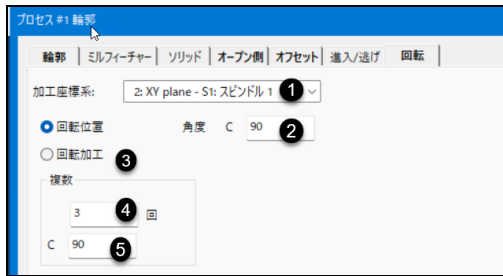 プロセス #1 輪郭
輪郭 ミルフィーチャー ソリッド オープン側 オフセット 進入/逃げ 回転
加工座標系: 2: XY plane - S1: スピンドル 1 1
回転位置 角度 C 90 2
回転加工 3
複数
3 4 回
C 90 5